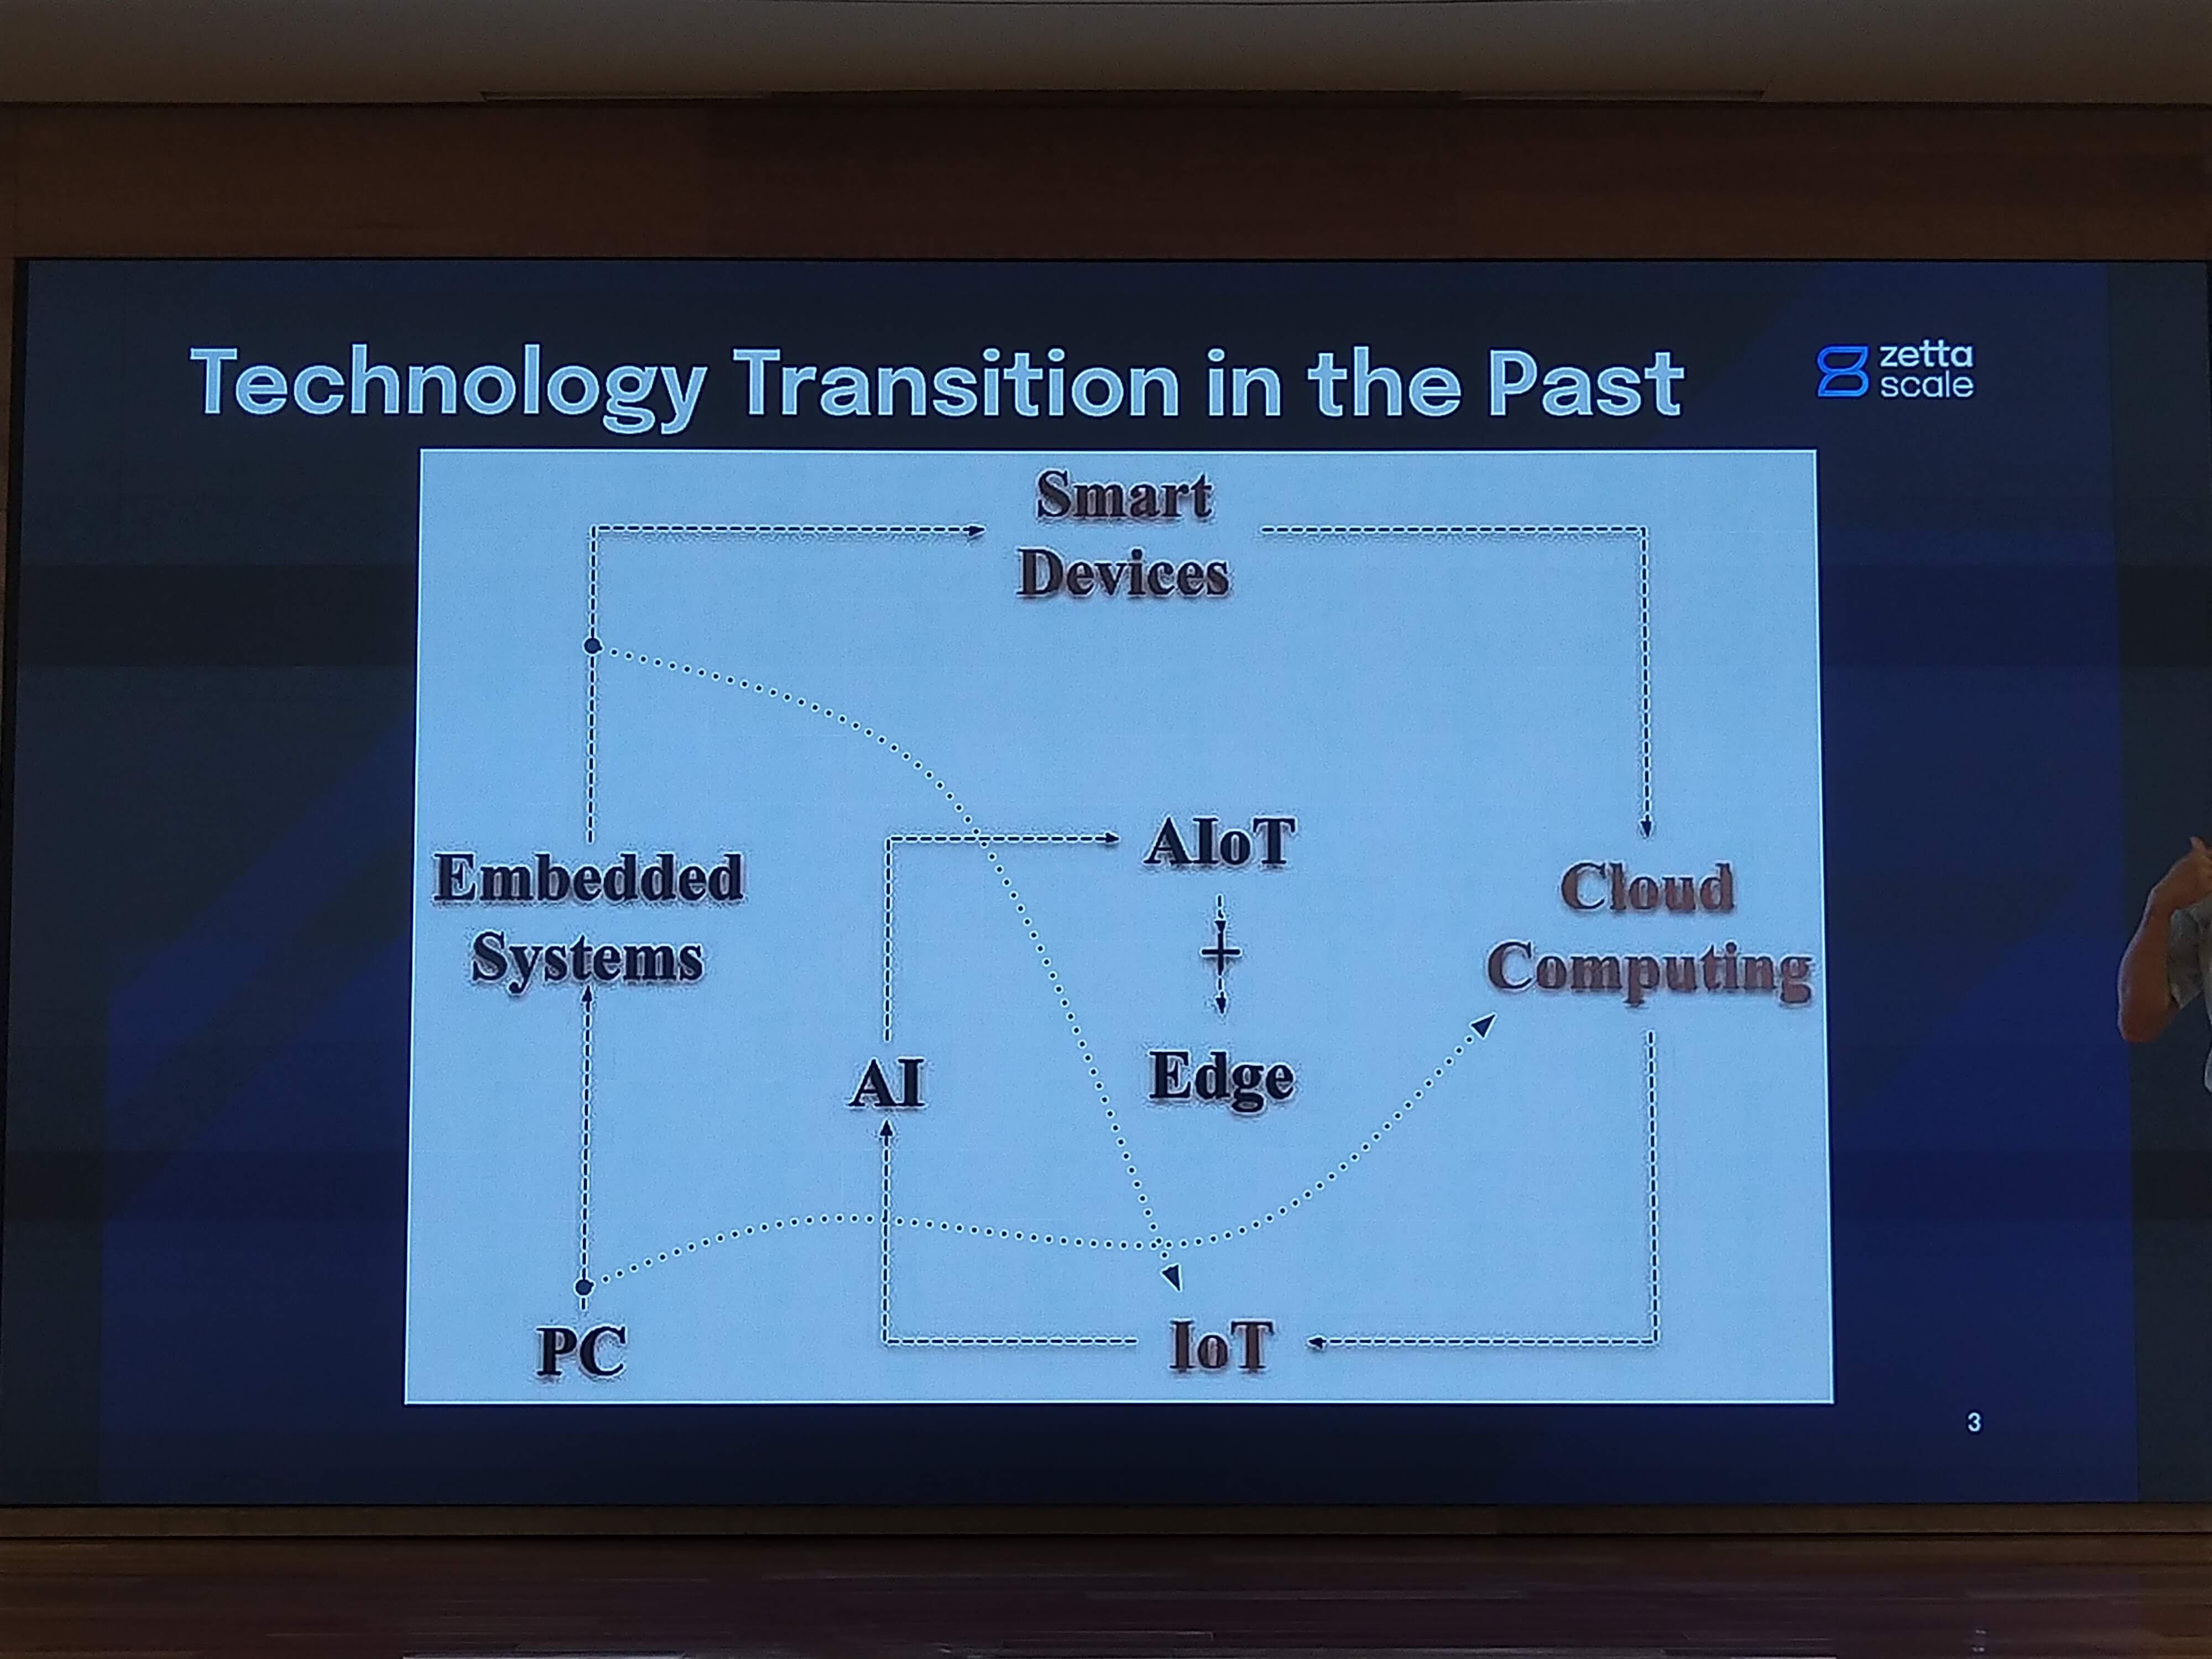 Technology Transition in the Past
zetta
scale
Smart
Devices
Embedded
Systems
AIoT
+
Cloud
Computing
AI
Edge
PC
IoT
3